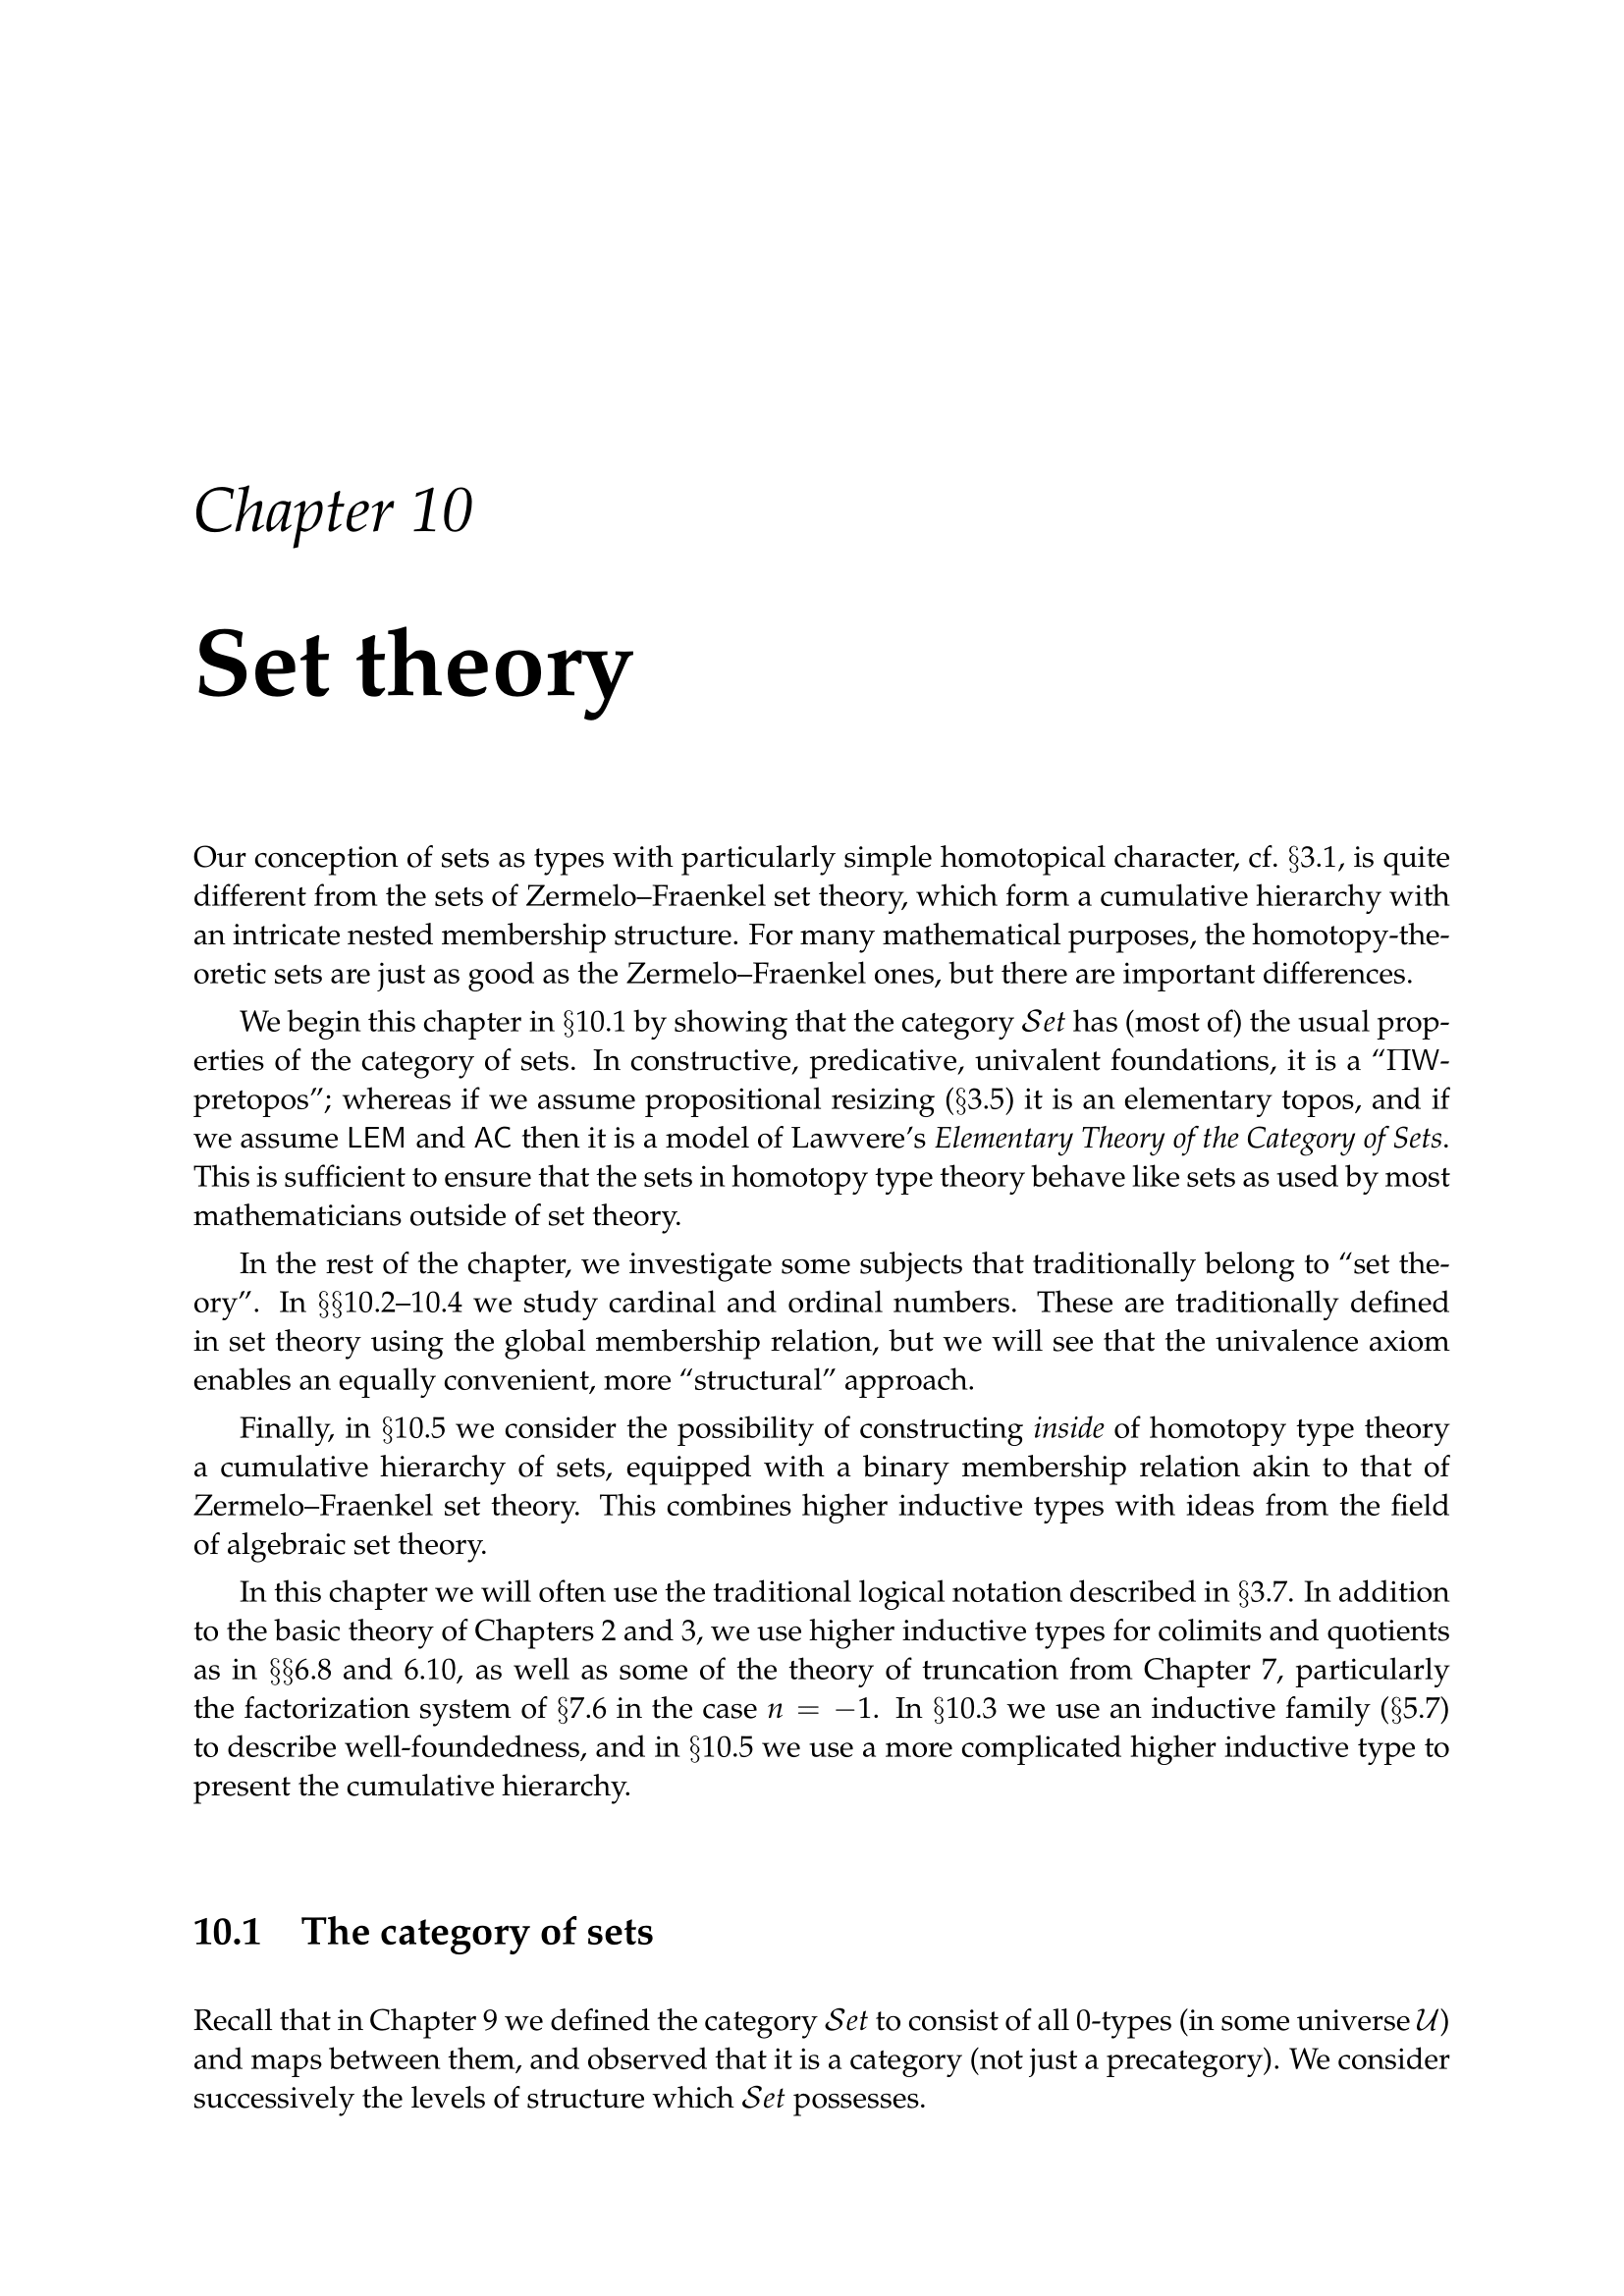 Chapter 10
Set theory
Our conception of sets as types with particularly simple homotopical character, cf. §3.1, is quite
different from the sets of Zermelo–Fraenkel set theory, which form a cumulative hierarchy with
an intricate nested membership structure. For many mathematical purposes, the homotopy-the-
oretic sets are just as good as the Zermelo–Fraenkel ones, but there are important differences.
We begin this chapter in §10.1 by showing that the category Set has (most of) the usual prop-
erties of the category of sets. In constructive, predicative, univalent foundations, it is a “ΠW-
pretopos”; whereas if we assume propositional resizing (§3.5) it is an elementary topos, and if
we assume LEM and AC then it is a model of Lawvere’s Elementary Theory of the Category of Sets.
This is sufficient to ensure that the sets in homotopy type theory behave like sets as used by most
mathematicians outside of set theory.
In the rest of the chapter, we investigate some subjects that traditionally belong to “set the-
ory”. In §§10.2–10.4 we study cardinal and ordinal numbers. These are traditionally defined
in set theory using the global membership relation, but we will see that the univalence axiom
enables an equally convenient, more “structural” approach.
Finally, in §10.5 we consider the possibility of constructing inside of homotopy type theory
a cumulative hierarchy of sets, equipped with a binary membership relation akin to that of
Zermelo–Fraenkel set theory. This combines higher inductive types with ideas from the field
of algebraic set theory.
In this chapter we will often use the traditional logical notation described in §3.7. In addition
to the basic theory of Chapters 2 and 3, we use higher inductive types for colimits and quotients
as in §§6.8 and 6.10, as well as some of the theory of truncation from Chapter 7, particularly
the factorization system of §7.6 in the case n = −1. In §10.3 we use an inductive family (§5.7)
to describe well-foundedness, and in §10.5 we use a more complicated higher inductive type to
present the cumulative hierarchy.
10.1 The category of sets
Recall that in Chapter 9 we defined the category Set to consist of all 0-types (in some universe 𝒰)
and maps between them, and observed that it is a category (not just a precategory). We consider
successively the levels of structure which Set possesses.